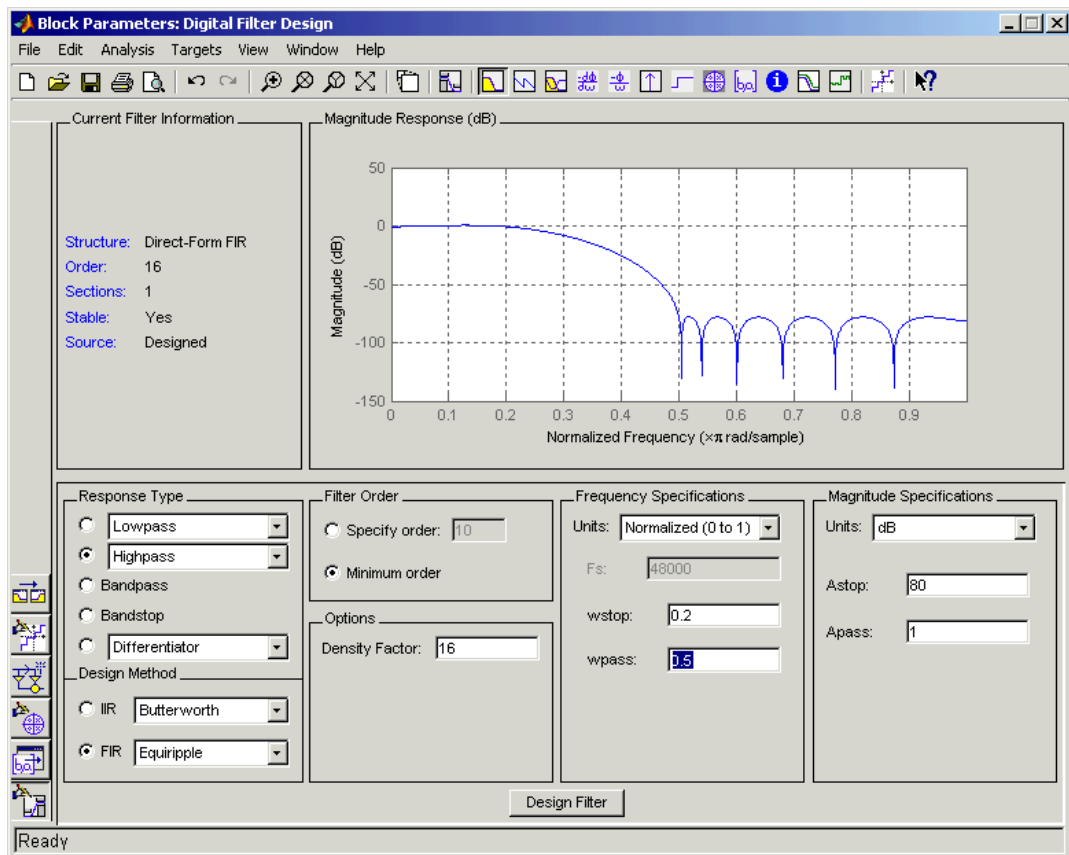 Block Parameters: Digital Filter Design
File Edit Analysis Targets View Window Help
Current Filter Information
Structure: Direct-Form FIR
Order: 16
Sections: 1
Stable: Yes
Source: Designed
Magnitude Response (dB)
50
0
-50
-100
-150
Magnitude (dB)
0 0.1 0.2 0.3 0.4 0.5 0.6 0.7 0.8 0.9
Normalized Frequency (×π rad/sample)
Response Type
Lowpass
Highpass
Bandpass
Bandstop
Differentiator
Design Method
IIR Butterworth
FIR Equiripple
Filter Order
Specify order: 10
Minimum order
Options
Density Factor: 16
Frequency Specifications
Units: Normalized (0 to 1)
Fs: 48000
wstop: 0.2
wpass: 0.5
Magnitude Specifications
Units: dB
Astop: 80
Apass: 1
Design Filter
Ready